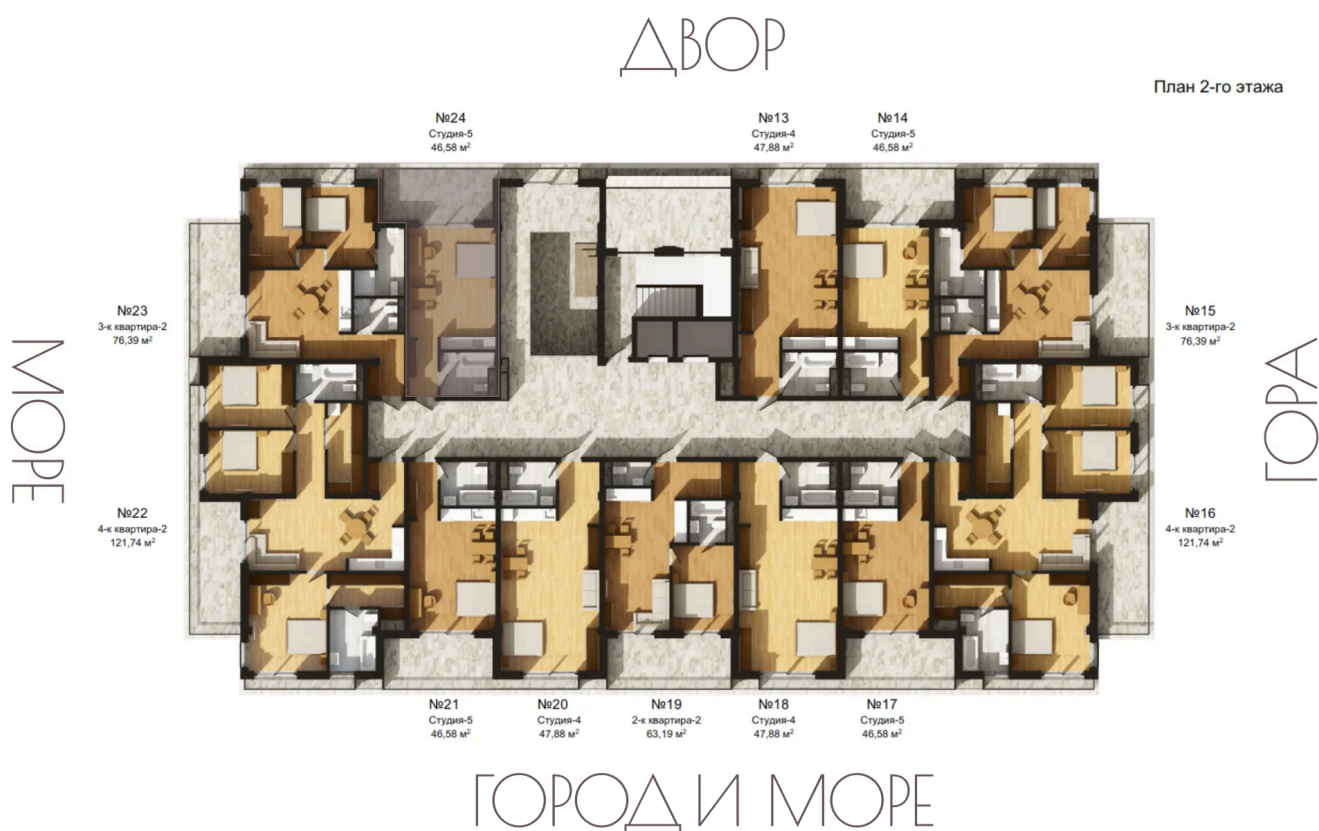 ДВОР
План 2-го этажа
№24
Студия-5
46,58 м²
№13
Студия-4
47,88 м²
№14
Студия-5
46,58 м²
№23
3-к квартира-2
76,39 м²
№15
3-к квартира-2
76,39 м²
МОРЕ
ГОРА
№22
4-к квартира-2
121,74 м²
№16
4-к квартира-2
121,74 м²
№21
Студия-5
46,58 м²
№20
Студия-4
47,88 м²
№19
2-к квартира-2
63,19 м²
№18
Студия-4
47,88 м²
№17
Студия-5
46,58 м²
ГОРОД И МОРЕ